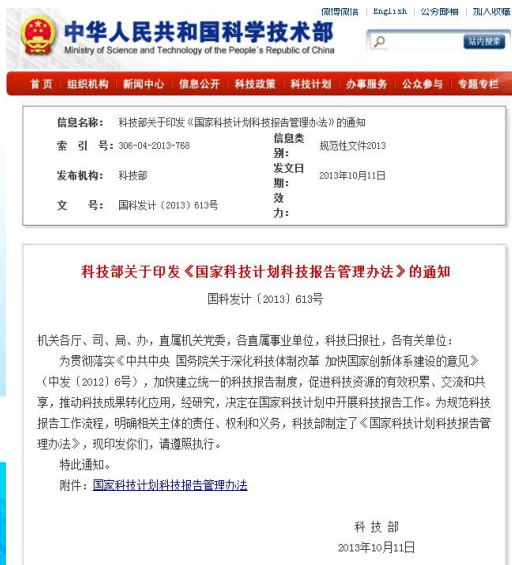 微博微信 | English | 公务邮箱 | 加入收藏
中华人民共和国科学技术部
Ministry of Science and Technology of the People's Republic of China
站内搜索
首页 组织机构 新闻中心 信息公开 科技政策 科技计划 办事服务 公众参与 专题专栏
信息名称： 科技部关于印发《国家科技计划科技报告管理办法》的通知
索 引 号：306-04-2013-768 信息类别： 规范性文件2013
发布机构： 科技部 发文日期： 2013年10月11日
文 号： 国科发计〔2013〕613号 效力：
科技部关于印发《国家科技计划科技报告管理办法》的通知
国科发计〔2013〕613号
机关各厅、司、局、办，直属机关党委，各直属事业单位，科技日报社，各有关单位：
为贯彻落实《中共中央 国务院关于深化科技体制改革 加快国家创新体系建设的意见》
（中发〔2012〕6号），加快建立统一的科技报告制度，促进科技资源的有效积累、交流和共
享，推动科技成果转化应用，经研究，决定在国家科技计划中开展科技报告工作。为规范科技
报告工作流程，明确相关主体的责任、权利和义务，科技部制定了《国家科技计划科技报告管
理办法》，现印发你们，请遵照执行。
特此通知。
附件：国家科技计划科技报告管理办法
科 技 部
2013年10月11日